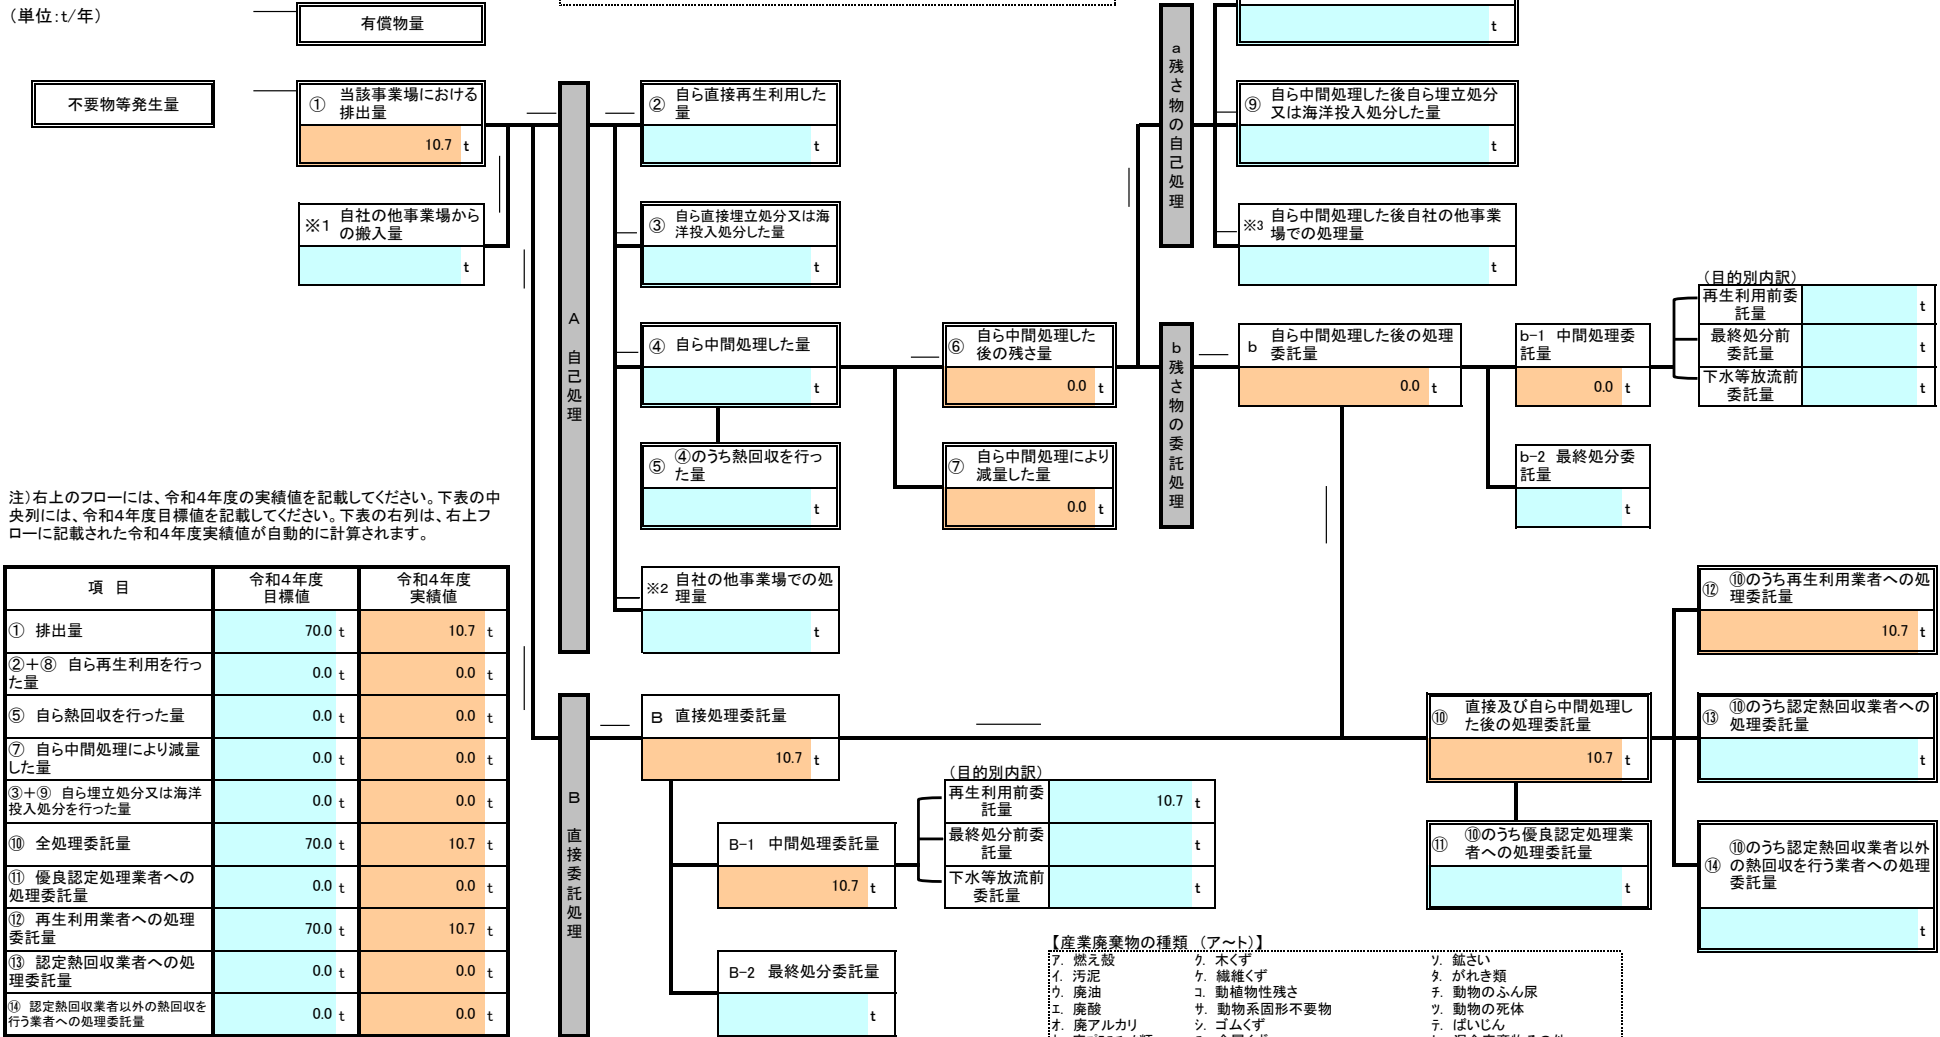 （単位:t/年）
有償物量
t
不要物等発生量
① 当該事業場における
排出量
10.7 t
② 自ら直接再生利用した
量
t
⑨ 自ら中間処理した後自ら埋立処分
又は海洋投入処分した量
t
a 残さ物の自己処理
※1 自社の他事業場から
の搬入量
t
③ 自ら直接埋立処分又は海
洋投入処分した量
t
※3 自ら中間処理した後自社の他事業
場での処理量
t
A 自己処理
④ 自ら中間処理した量
t
⑥ 自ら中間処理した
後の残さ量
0.0 t
b 残さ物の委託処理
b 自ら中間処理した後の処理
委託量
0.0 t
b-1 中間処理委
託量
0.0 t
（目的別内訳）
再生利用前委
託量
t
最終処分前
委託量
t
下水等放流前
委託量
t
⑤ ④のうち熱回収を行っ
た量
t
⑦ 自ら中間処理により
減量した量
0.0 t
b-2 最終処分委
託量
t
注）右上のフローには、令和４年度の実績値を記載してください。下表の中
央列には、令和４年度目標値を記載してください。下表の右列は、右上フ
ローに記載された令和４年度実績値が自動的に計算されます。
※2 自社の他事業場での処
理量
t
項 目
令和４年度
目標値
令和４年度
実績値
① 排出量
70.0 t
10.7 t
②＋⑧ 自ら再生利用を行っ
た量
0.0 t
0.0 t
⑤ 自ら熱回収を行った量
0.0 t
0.0 t
⑦ 自ら中間処理により減量
した量
0.0 t
0.0 t
③＋⑨ 自ら埋立処分又は海洋
投入処分を行った量
0.0 t
0.0 t
⑩ 全処理委託量
70.0 t
10.7 t
⑪ 優良認定処理業者への
処理委託量
0.0 t
0.0 t
⑫ 再生利用業者への処理
委託量
70.0 t
10.7 t
⑬ 認定熱回収業者への処
理委託量
0.0 t
0.0 t
⑭ 認定熱回収業者以外の熱回収を
行う業者への処理委託量
0.0 t
0.0 t
B 直接委託処理
B 直接処理委託量
10.7 t
B-1 中間処理委託量
10.7 t
（目的別内訳）
再生利用前委
託量
10.7 t
最終処分前委
託量
t
下水等放流前
委託量
t
B-2 最終処分委託量
t
⑩ 直接及び自ら中間処理し
た後の処理委託量
10.7 t
⑪ ⑩のうち優良認定処理業
者への処理委託量
t
⑫ ⑩のうち再生利用業者への処
理委託量
10.7 t
⑬ ⑩のうち認定熱回収業者への
処理委託量
t
⑭ ⑩のうち認定熱回収業者以外
の熱回収を行う業者への処理
委託量
t
【産業廃棄物の種類 （ア～ト）】
ア. 燃え殻 ク. 木くず ソ. 鉱さい
イ. 汚泥 ケ. 繊維くず タ. がれき類
ウ. 廃油 コ. 動植物性残さ チ. 動物のふん尿
エ. 廃酸 サ. 動物系固形不要物 ツ. 動物の死体
オ. 廃アルカリ シ. ゴムくず テ. ばいじん